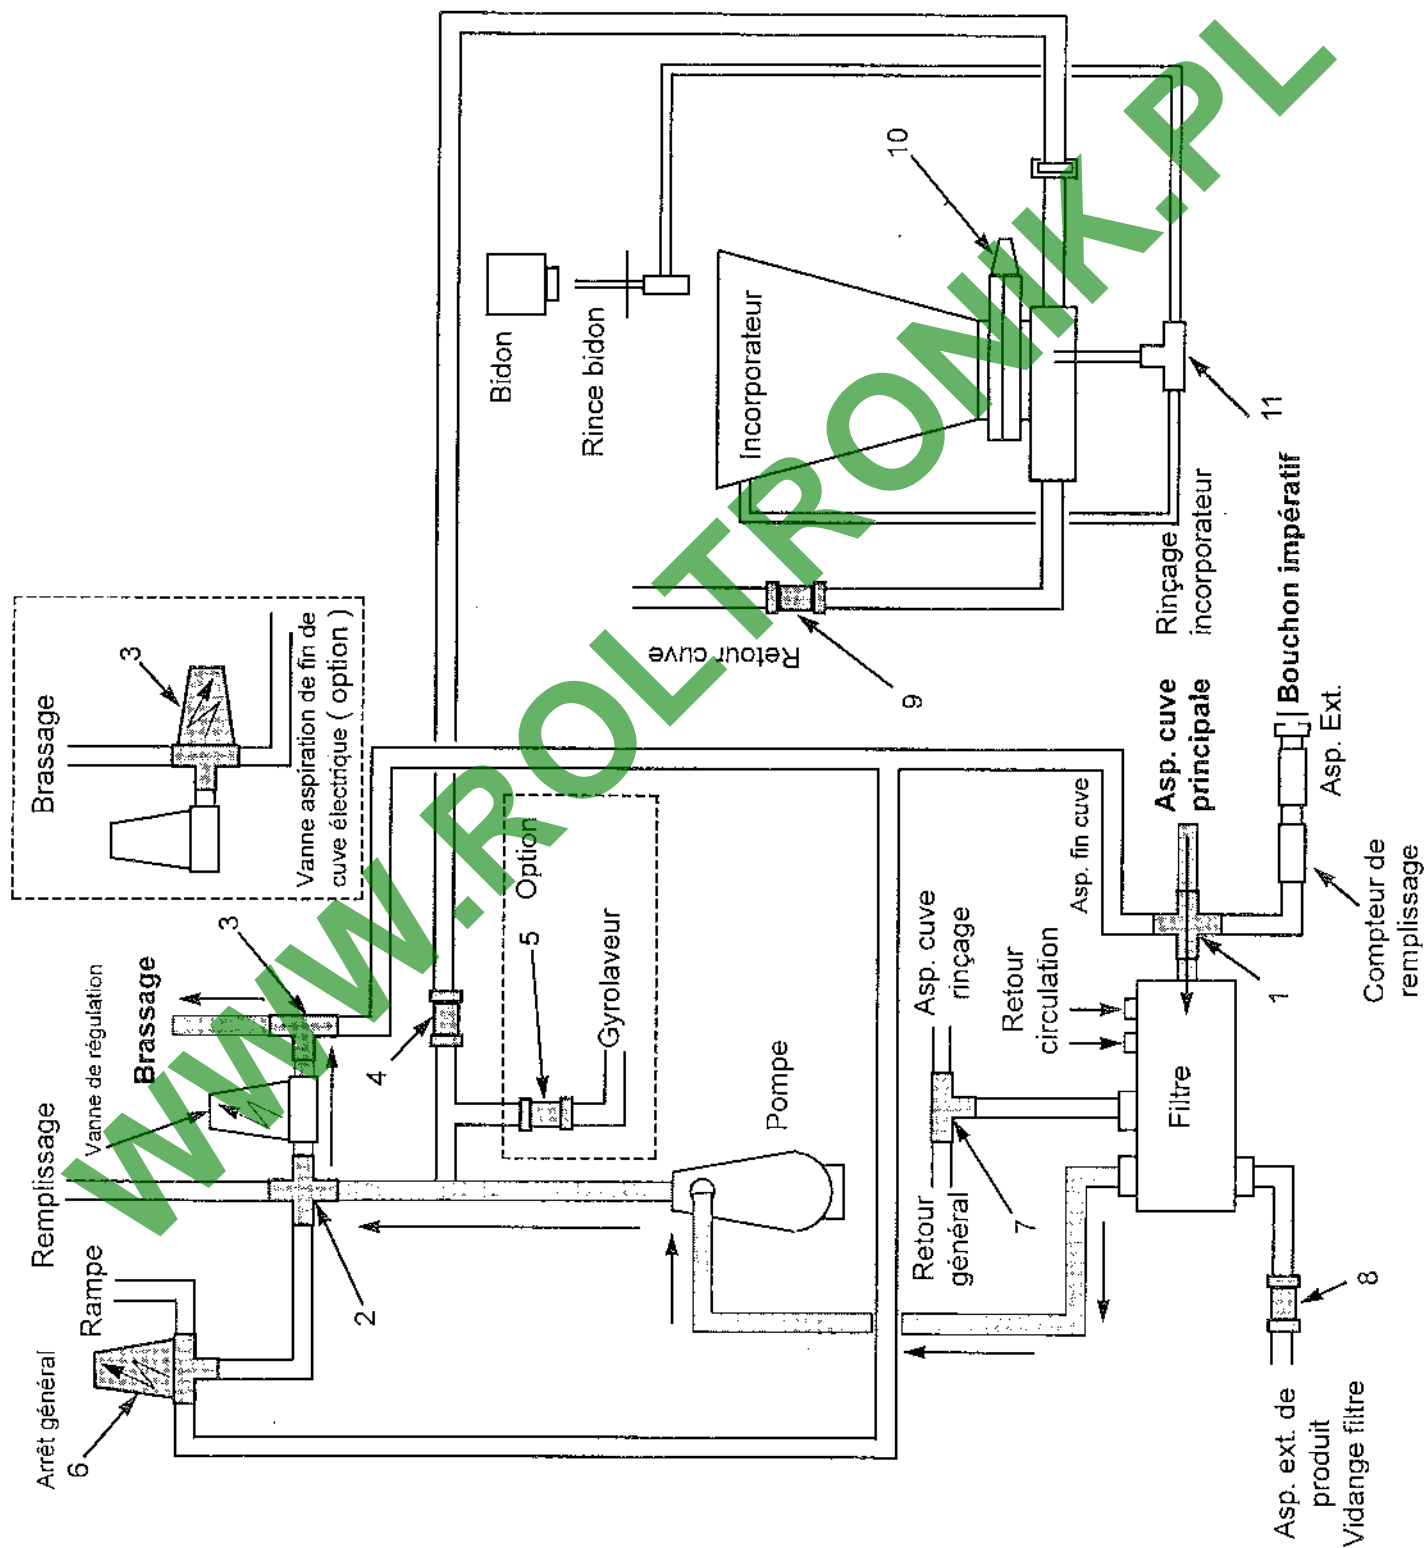 Arrêt général
6
Rampe
Remplissage
2
Vanne de régulation
Brassage
3
4
5
Option
Gyrolaveur
Pompe
Brassage
3
Vanne aspiration de fin de
cuve électrique ( option )
Bidon
Rince bidon
Incorporateur
10
11
Rinçage
incorporateur
Retour cuve
9
Asp. fin cuve
Asp. cuve
principale
Bouchon impératif
Asp. Ext.
Compteur de
remplissage
1
Asp. cuve
rinçage
Retour
circulation
Retour
général
7
Filtre
8
Asp. ext. de
produit
Vidange filtre
WWW.ROLTRONIK.PL